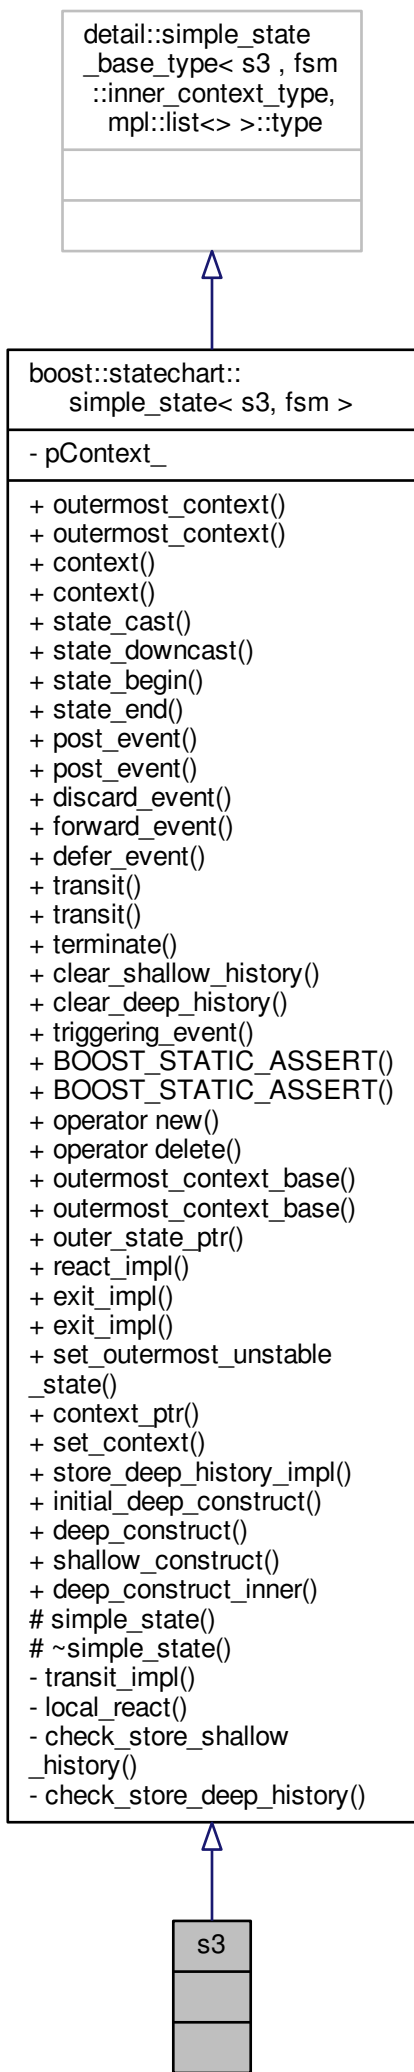 detail::simple_state
_base_type< s3 , fsm
::inner_context_type,
mpl::list<> >::type
boost::statechart::
simple_state< s3, fsm >
- pContext_
+ outermost_context()
+ outermost_context()
+ context()
+ context()
+ state_cast()
+ state_downcast()
+ state_begin()
+ state_end()
+ post_event()
+ post_event()
+ discard_event()
+ forward_event()
+ defer_event()
+ transit()
+ transit()
+ terminate()
+ clear_shallow_history()
+ clear_deep_history()
+ triggering_event()
+ BOOST_STATIC_ASSERT()
+ BOOST_STATIC_ASSERT()
+ operator new()
+ operator delete()
+ outermost_context_base()
+ outermost_context_base()
+ outer_state_ptr()
+ react_impl()
+ exit_impl()
+ exit_impl()
+ set_outermost_unstable
_state()
+ context_ptr()
+ set_context()
+ store_deep_history_impl()
+ initial_deep_construct()
+ deep_construct()
+ shallow_construct()
+ deep_construct_inner()
# simple_state()
# ~simple_state()
- transit_impl()
- local_react()
- check_store_shallow
_history()
- check_store_deep_history()
s3